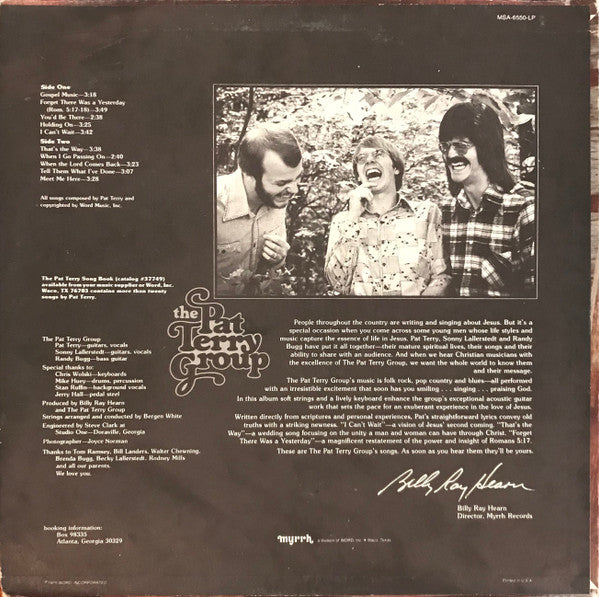 MSA-6550-LP
Side One
Gospel Music—3:18
Forget There Was a Yesterday
(Rom. 5:17-18)—3:49
You'd Be There—2:38
Holding On—3:25
I Can't Wait—3:42
Side Two
That's the Way—3:38
When I Go Passing On—2:40
When the Lord Comes Back—3:23
Tell Them What I've Done—3:07
Meet Me Here—3:28
All songs composed by Pat Terry and
copyrighted by Word Music, Inc.
The Pat Terry Song Book (catalog #37749)
available from your music supplier or Word, Inc.
Waco, TX 76703 contains more than twenty
songs by Pat Terry.
the
Pat
Terry
Group
The Pat Terry Group
Pat Terry—guitars, vocals
Sonny Lallerstedt—guitars, vocals
Randy Bugg—bass guitar
Special thanks to:
Chris Wolski—keyboards
Mike Huey—drums, percussion
Stan Ruffin—background vocals
Jerry Hall—pedal steel
Produced by Billy Ray Hearn
and The Pat Terry Group
Strings arranged and conducted by Bergen White
Engineered by Steve Clark at
Studio One—Doraville, Georgia
Photographer—Joyce Norman
Thanks to Tom Ramsey, Bill Landers, Walter Chewning,
Brenda Bugg, Becky Lallerstedt, Rodney Mills
and all our parents.
We love you.
booking information:
Box 98335
Atlanta, Georgia 30329
People throughout the country are writing and singing about Jesus. But it's a
special occasion when you come across some young men whose life styles and
music capture the essence of life in Jesus. Pat Terry, Sonny Lallerstedt and Randy
Bugg have put it all together—their mature spiritual lives, their songs and their
ability to share with an audience. And when we hear Christian musicians with the
excellence of The Pat Terry Group, we want the whole world to know them
and their message.
The Pat Terry Group's music is folk rock, pop country and blues—all performed
with an irresistible excitement that soon has you smiling . . . singing . . . praising God.
In this album soft strings and a lively keyboard enhance the group's exceptional acoustic guitar
work that sets the pace for an exuberant experience in the love of Jesus.
Written directly from scriptures and personal experiences, Pat's straightforward lyrics convey old
truths with a striking newness. "I Can't Wait"—a vision of Jesus' second coming. "That's the
Way"—a wedding song focusing on the unity a man and woman can have through Christ. "Forget
There Was a Yesterday"—a magnificent restatement of the power and insight of Romans 5:17.
These are The Pat Terry Group's songs. As soon as you hear them they'll be yours.
Billy Ray Hearn
Billy Ray Hearn
Director, Myrrh Records
myrrh a division of WORD, Inc. • Waco, Texas
WORD, INCORPORATED
Printed in U.S.A.